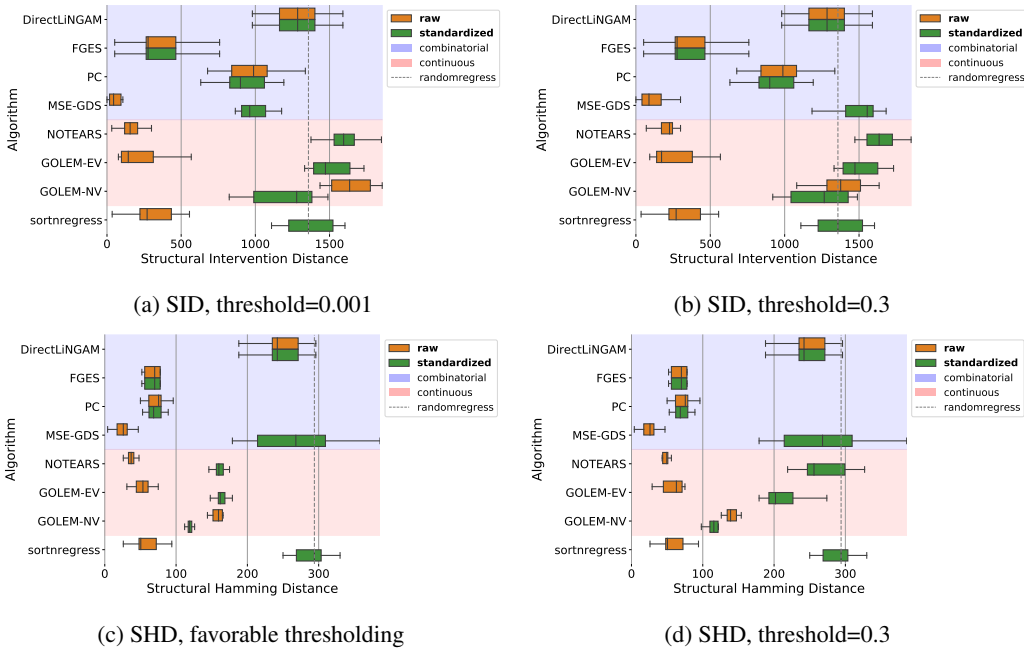 DirectLiNGAM
FGES
PC
MSE-GDS
NOTEARS
GOLEM-EV
GOLEM-NV
sortnregress
Algorithm
0 500 1000 1500
Structural Intervention Distance
raw
standardized
combinatorial
continuous
randomregress
(a) SID, threshold=0.001
DirectLiNGAM
FGES
PC
MSE-GDS
NOTEARS
GOLEM-EV
GOLEM-NV
sortnregress
Algorithm
0 500 1000 1500
Structural Intervention Distance
raw
standardized
combinatorial
continuous
randomregress
(b) SID, threshold=0.3
DirectLiNGAM
FGES
PC
MSE-GDS
NOTEARS
GOLEM-EV
GOLEM-NV
sortnregress
Algorithm
0 100 200 300
Structural Hamming Distance
raw
standardized
combinatorial
continuous
randomregress
(c) SHD, favorable thresholding
DirectLiNGAM
FGES
PC
MSE-GDS
NOTEARS
GOLEM-EV
GOLEM-NV
sortnregress
Algorithm
0 100 200 300
Structural Hamming Distance
raw
standardized
combinatorial
continuous
randomregress
(d) SHD, threshold=0.3